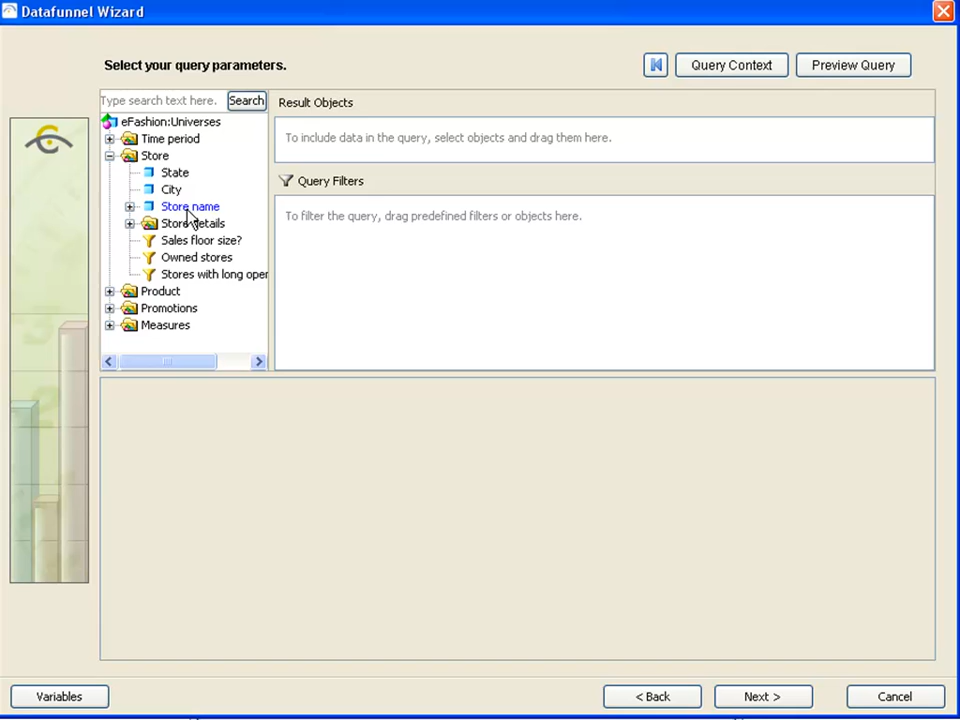 Datafunnel Wizard
Select your query parameters.
Query Context
Preview Query
Type search text here.
Search
Result Objects
eFashion:Universes
To include data in the query, select objects and drag them here.
Time period
Store
State
Query Filters
City
Store name
To filter the query, drag predefined filters or objects here.
Store details
Sales floor size?
Owned stores
Stores with long oper
Product
Promotions
Measures
Variables
< Back
Next >
Cancel